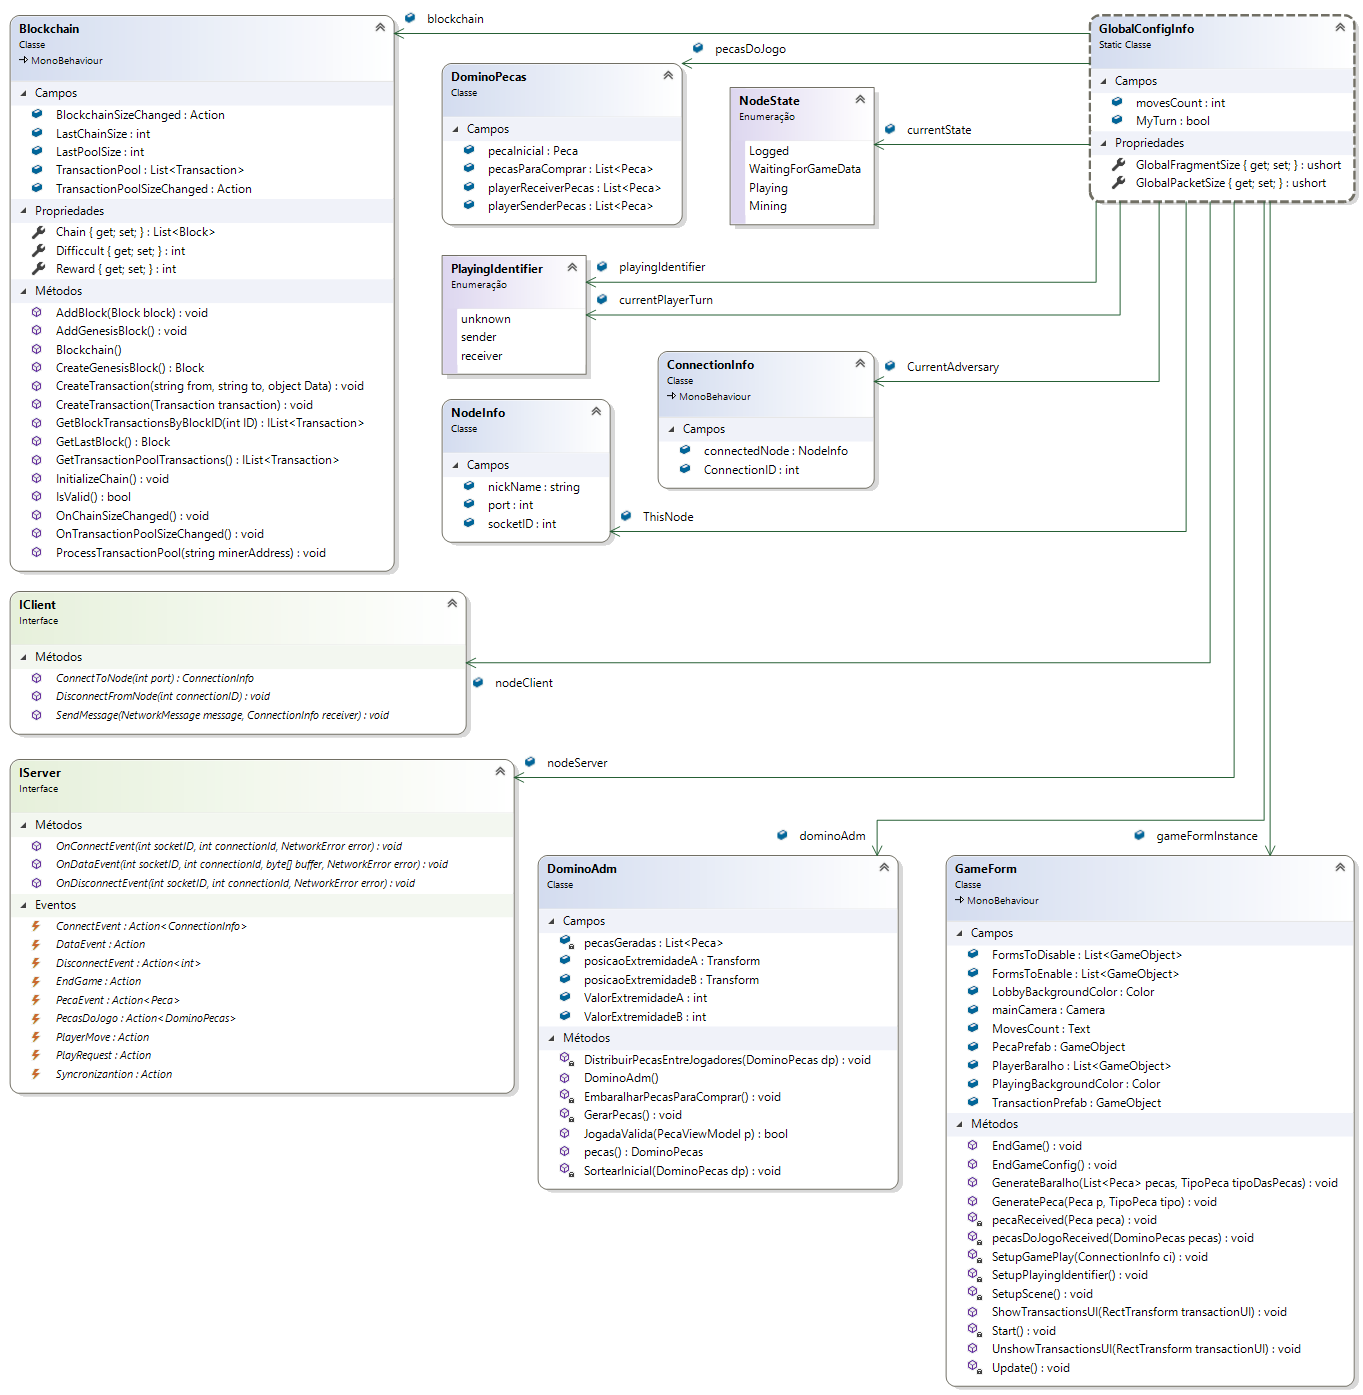 Blockchain
Classe
MonoBehaviour
Campos
BlockchainSizeChanged : Action
LastChainSize : int
LastPoolSize : int
TransactionPool : List<Transaction>
TransactionPoolSizeChanged : Action
Propriedades
Chain { get; set; } : List<Block>
Difficcult { get; set; } : int
Reward { get; set; } : int
Métodos
AddBlock(Block block) : void
AddGenesisBlock() : void
Blockchain()
CreateGenesisBlock() : Block
CreateTransaction(string from, string to, object Data) : void
CreateTransaction(Transaction transaction) : void
GetBlockTransactionsByBlockID(int ID) : IList<Transaction>
GetLastBlock() : Block
GetTransactionPoolTransactions() : IList<Transaction>
InitializeChain() : void
IsValid() : bool
OnChainSizeChanged() : void
OnTransactionPoolSizeChanged() : void
ProcessTransactionPool(string minerAddress) : void
blockchain
pecasDoJogo
DominoPecas
Classe
Campos
pecaInicial : Peca
pecasParaComprar : List<Peca>
playerReceiverPecas : List<Peca>
playerSenderPecas : List<Peca>
NodeState
Enumeração
Logged
WaitingForGameData
Playing
Mining
currentState
GlobalConfigInfo
Static Classe
Campos
movesCount : int
MyTurn : bool
Propriedades
GlobalFragmentSize { get; set; } : ushort
GlobalPacketSize { get; set; } : ushort
PlayingIdentifier
Enumeração
unknown
sender
receiver
playingIdentifier
currentPlayerTurn
ConnectionInfo
Classe
MonoBehaviour
Campos
connectedNode : NodeInfo
ConnectionID : int
CurrentAdversary
NodeInfo
Classe
Campos
nickName : string
port : int
socketID : int
ThisNode
IClient
Interface
Métodos
ConnectToNode(int port) : ConnectionInfo
DisconnectFromNode(int connectionID) : void
SendMessage(NetworkMessage message, ConnectionInfo receiver) : void
nodeClient
IServer
Interface
Métodos
OnConnectEvent(int socketID, int connectionId, NetworkError error) : void
OnDataEvent(int socketID, int connectionId, byte[] buffer, NetworkError error) : void
OnDisconnectEvent(int socketID, int connectionId, NetworkError error) : void
Eventos
ConnectEvent : Action<ConnectionInfo>
DataEvent : Action
DisconnectEvent : Action<int>
EndGame : Action
PecaEvent : Action<Peca>
PecasDoJogo : Action<DominoPecas>
PlayerMove : Action
PlayRequest : Action
Syncronizantion : Action
nodeServer
dominoAdm
DominoAdm
Classe
Campos
pecasGeradas : List<Peca>
posicaoExtremidadeA : Transform
posicaoExtremidadeB : Transform
ValorExtremidadeA : int
ValorExtremidadeB : int
Métodos
DistribuirPecasEntreJogadores(DominoPecas dp) : void
DominoAdm()
EmbaralharPecasParaComprar() : void
GerarPecas() : void
JogadaValida(PecaViewModel p) : bool
pecas() : DominoPecas
SortearInicial(DominoPecas dp) : void
gameFormInstance
GameForm
Classe
MonoBehaviour
Campos
FormsToDisable : List<GameObject>
FormsToEnable : List<GameObject>
LobbyBackgroundColor : Color
mainCamera : Camera
MovesCount : Text
PecaPrefab : GameObject
PlayerBaralho : List<GameObject>
PlayingBackgroundColor : Color
TransactionPrefab : GameObject
Métodos
EndGame() : void
EndGameConfig() : void
GenerateBaralho(List<Peca> pecas, TipoPeca tipoDasPecas) : void
GeneratePeca(Peca p, TipoPeca tipo) : void
pecaReceived(Peca peca) : void
pecasDoJogoReceived(DominoPecas pecas) : void
SetupGamePlay(ConnectionInfo ci) : void
SetupPlayingIdentifier() : void
SetupScene() : void
ShowTransactionsUI(RectTransform transactionUI) : void
Start() : void
UnshowTransactionsUI(RectTransform transactionUI) : void
Update() : void